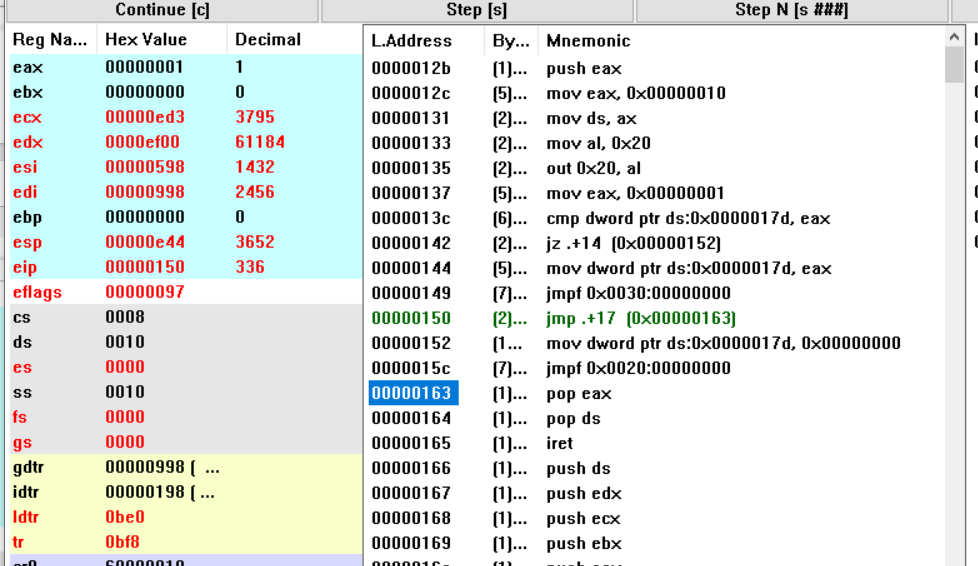 Continue [c] Step [s] Step N [s ###]
Reg Na... Hex Value Decimal L.Address By... Mnemonic
eax 00000001 1 0000012b (1)... push eax
ebx 00000000 0 0000012c (5)... mov eax, 0x00000010
ecx 00000ed3 3795 00000131 (2)... mov ds, ax
edx 0000ef00 61184 00000133 (2)... mov al, 0x20
esi 00000598 1432 00000135 (2)... out 0x20, al
edi 00000998 2456 00000137 (5)... mov eax, 0x00000001
ebp 00000000 0 0000013c (6)... cmp dword ptr ds:0x0000017d, eax
esp 00000e44 3652 00000142 (2)... jz .+14 (0x00000152)
eip 00000150 336 00000144 (5)... mov dword ptr ds:0x0000017d, eax
eflags 00000097 00000149 (7)... jmpf 0x0030:00000000
cs 0008 00000150 (2)... jmp .+17 (0x00000163)
ds 0010 00000152 (1... mov dword ptr ds:0x0000017d, 0x00000000
es 0000 0000015c (7)... jmpf 0x0020:00000000
ss 0010 00000163 (1)... pop eax
fs 0000 00000164 (1)... pop ds
gs 0000 00000165 (1)... iret
gdtr 00000998 ( ... 00000166 (1)... push ds
idtr 00000198 ( ... 00000167 (1)... push edx
ldtr 0be0 00000168 (1)... push ecx
tr 0bf8 00000169 (1)... push ebx